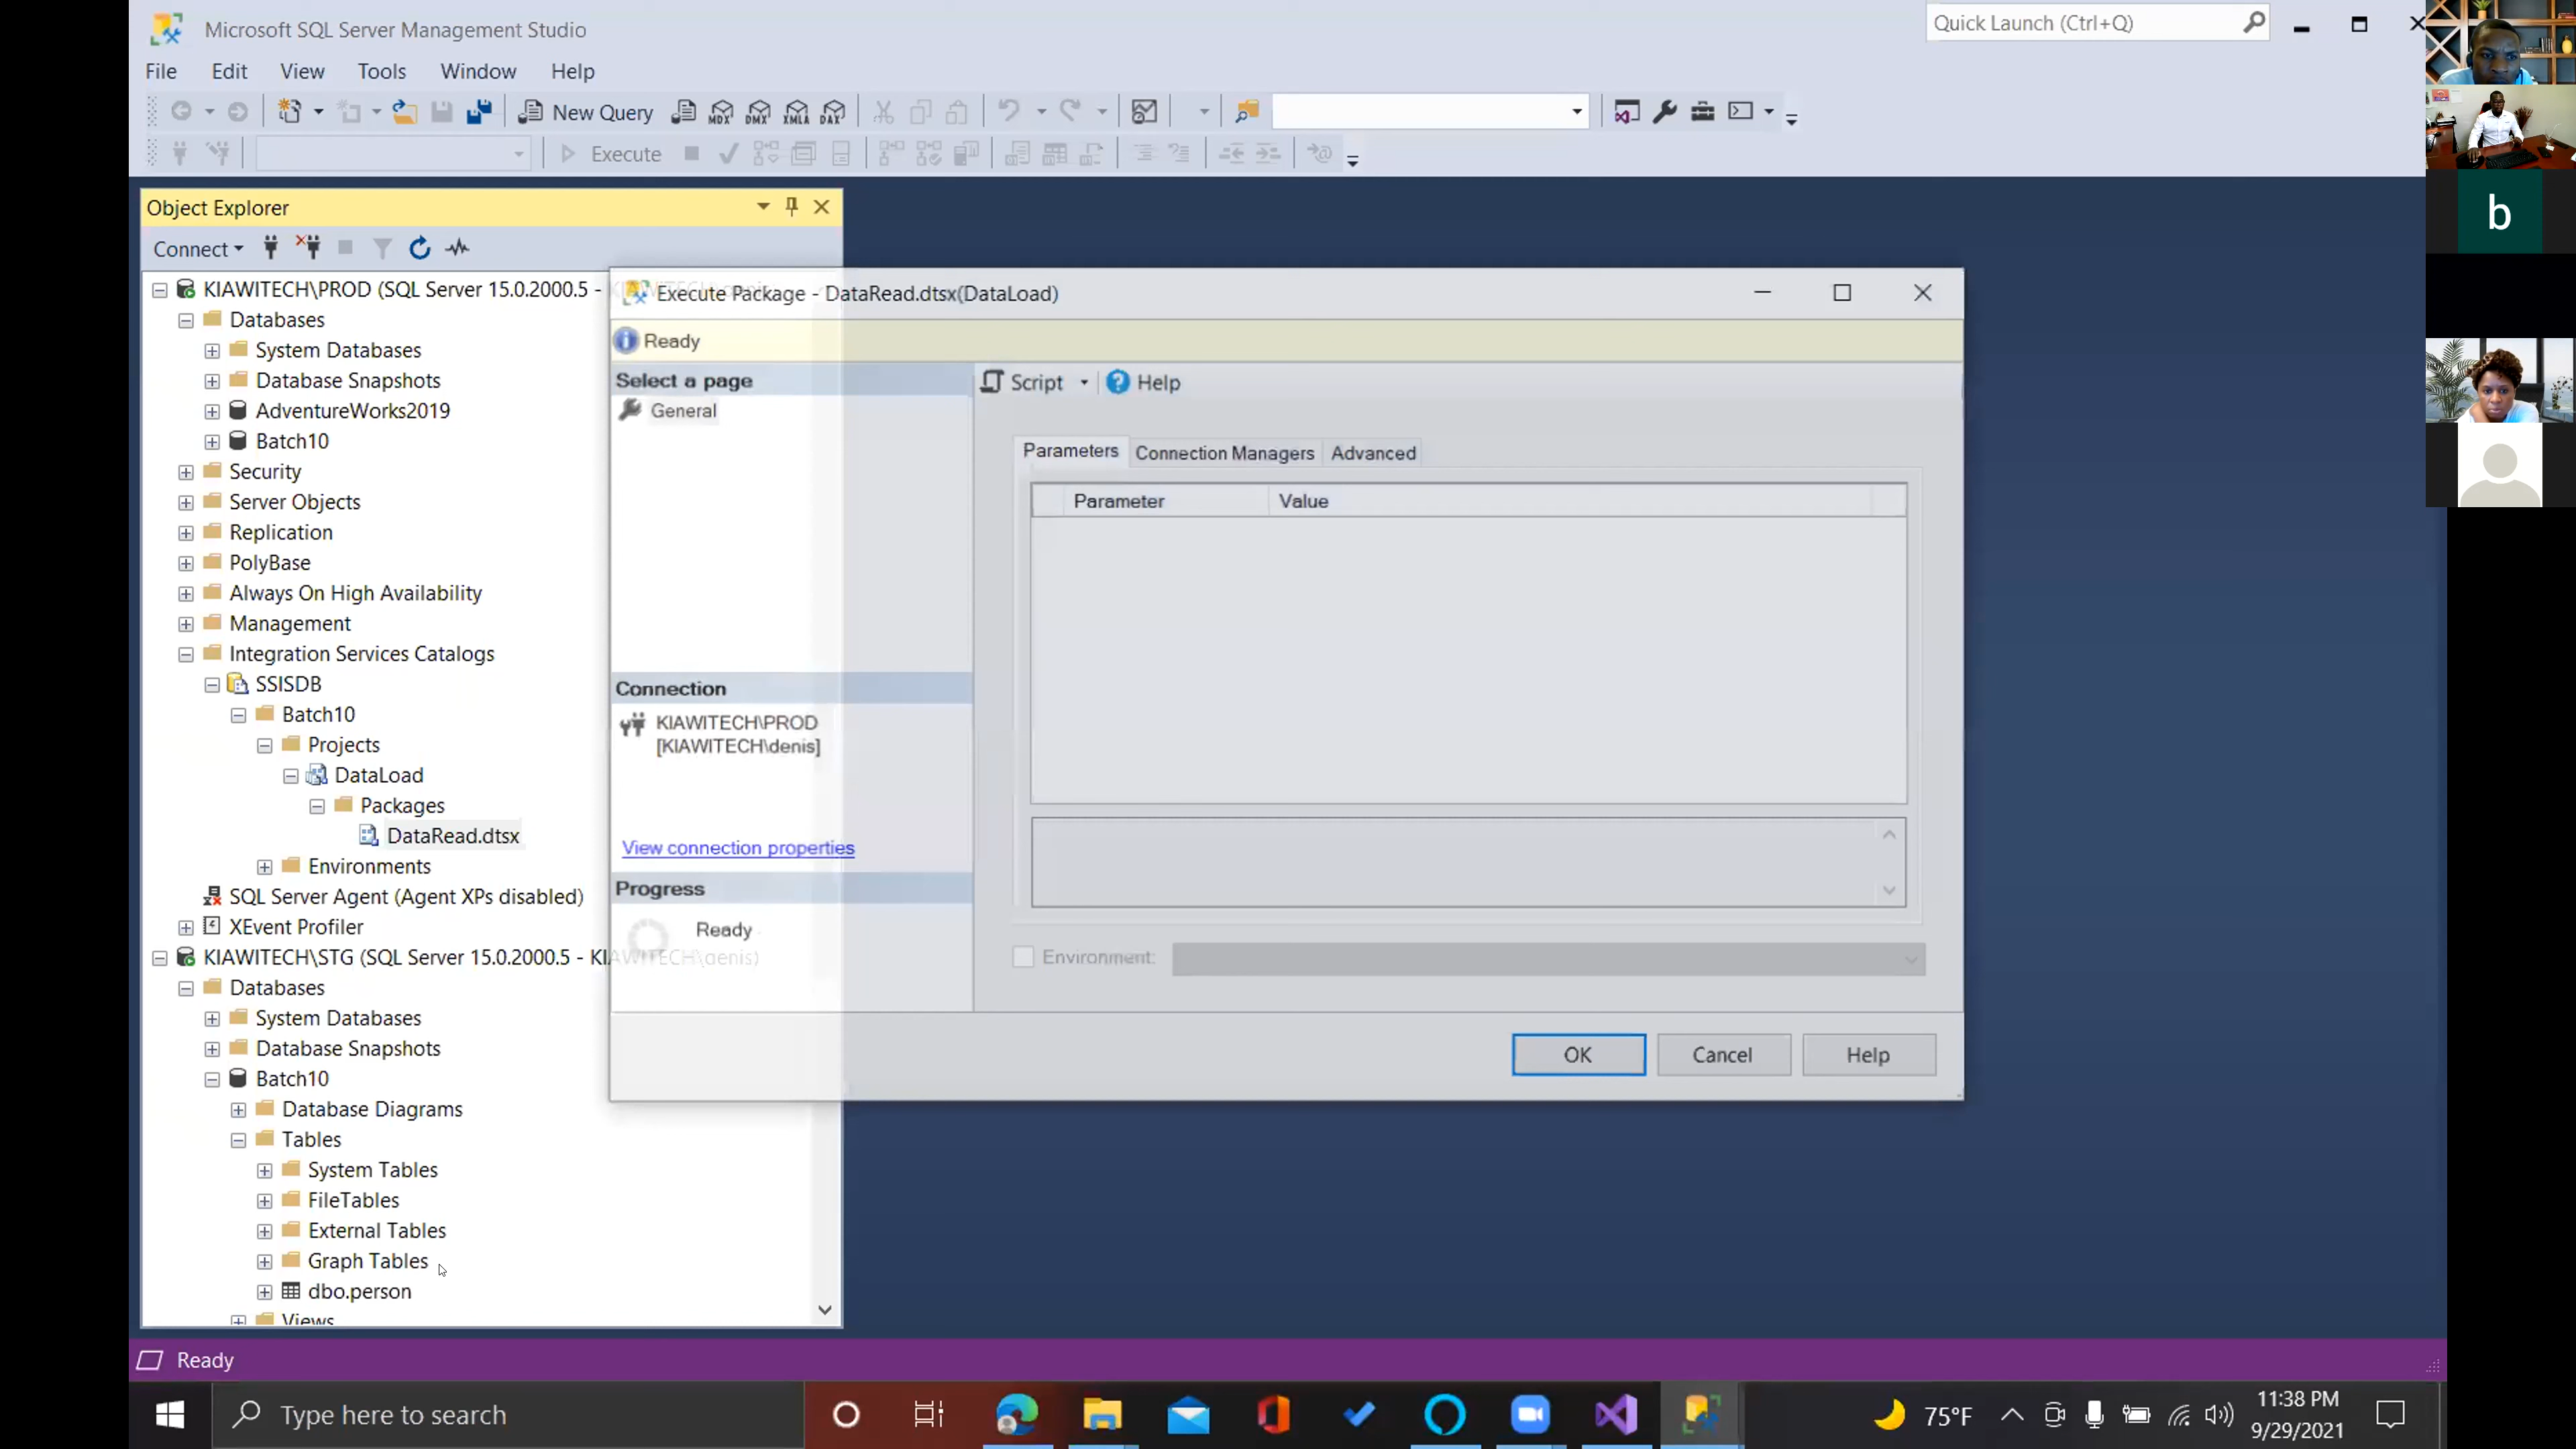 Microsoft SQL Server Management Studio
Quick Launch (Ctrl+Q)
File Edit View Tools Window Help
New Query
MDX DMX XMLA DAX
Execute
Object Explorer
Connect
KIAWITECH\PROD (SQL Server 15.0.2000.5 -
Databases
System Databases
Database Snapshots
AdventureWorks2019
Batch10
Security
Server Objects
Replication
PolyBase
Always On High Availability
Management
Integration Services Catalogs
SSISDB
Batch10
Projects
DataLoad
Packages
DataRead.dtsx
Environments
SQL Server Agent (Agent XPs disabled)
XEvent Profiler
KIAWITECH\STG (SQL Server 15.0.2000.5 - KIAWITECH\denis)
Databases
System Databases
Database Snapshots
Batch10
Database Diagrams
Tables
System Tables
FileTables
External Tables
Graph Tables
dbo.person
Views
Execute Package - DataRead.dtsx(DataLoad)
Ready
Select a page
General
Script Help
Parameters Connection Managers Advanced
Parameter Value
Connection
KIAWITECH\PROD
[KIAWITECH\denis]
View connection properties
Progress
Ready
Environment:
OK Cancel Help
b
Ready
Type here to search
75°F
11:38 PM
9/29/2021